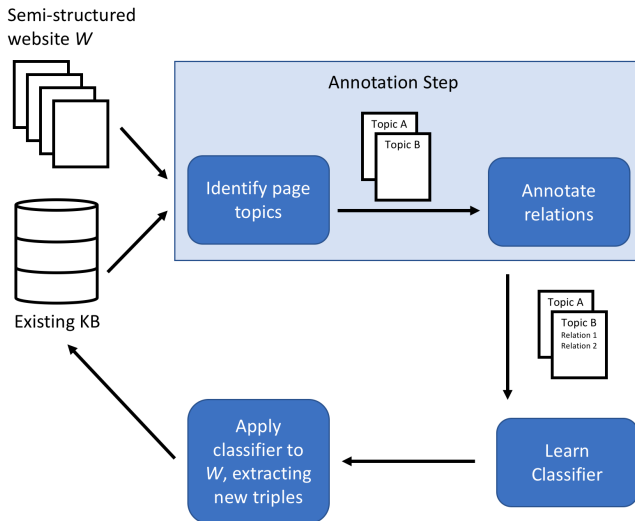 Semi-structured
website W
Annotation Step
Topic A
Topic B
Identify page
topics
Annotate
relations
Existing KB
Topic A
Topic B
Relation 1
Relation 2
Apply
classifier to
W, extracting
new triples
Learn
Classifier